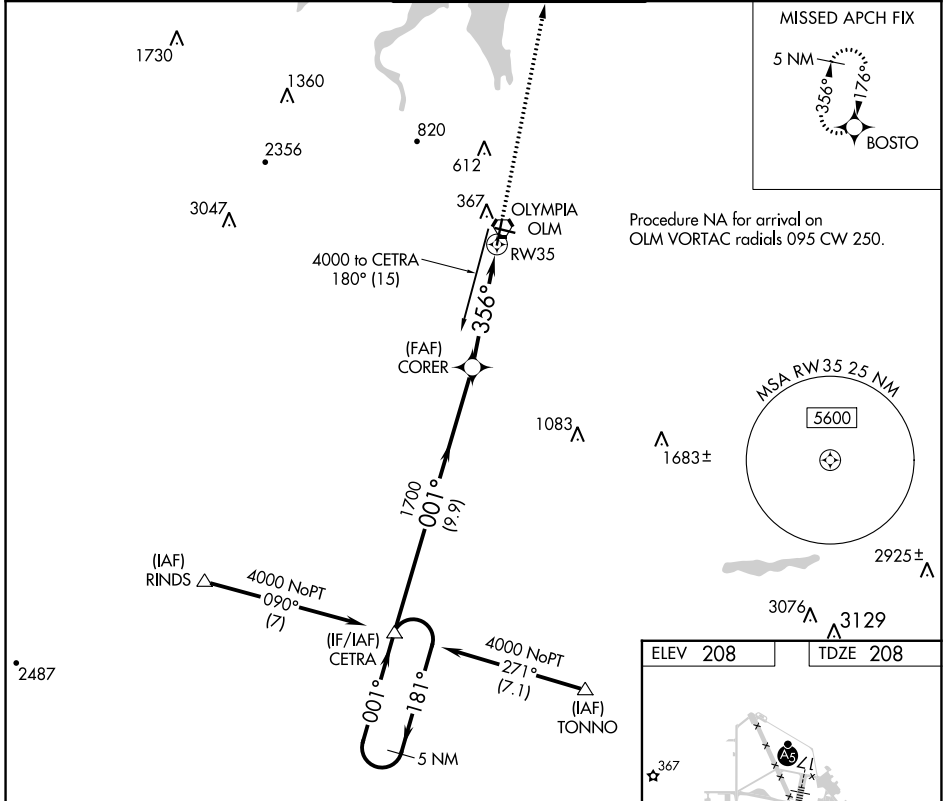 MISSED APCH FIX
5 NM
356°
176°
BOSTO
1730
1360
820
2356
612
3047
367
OLYMPIA
OLM
RW35
Procedure NA for arrival on
OLM VORTAC radials 095 CW 250.
4000 to CETRA
180° (15)
356°
(FAF)
CORER
MSA RW35 25 NM
5600
1083
1683±
1700
001°
(9.9)
2925±
(IAF)
RINDS
4000 NoPT
090°
(7)
3076
3129
(IF/IAF)
CETRA
4000 NoPT
271°
(7.1)
(IAF)
TONNO
2487
001°
181°
5 NM
ELEV 208
TDZE 208
367
A5
17